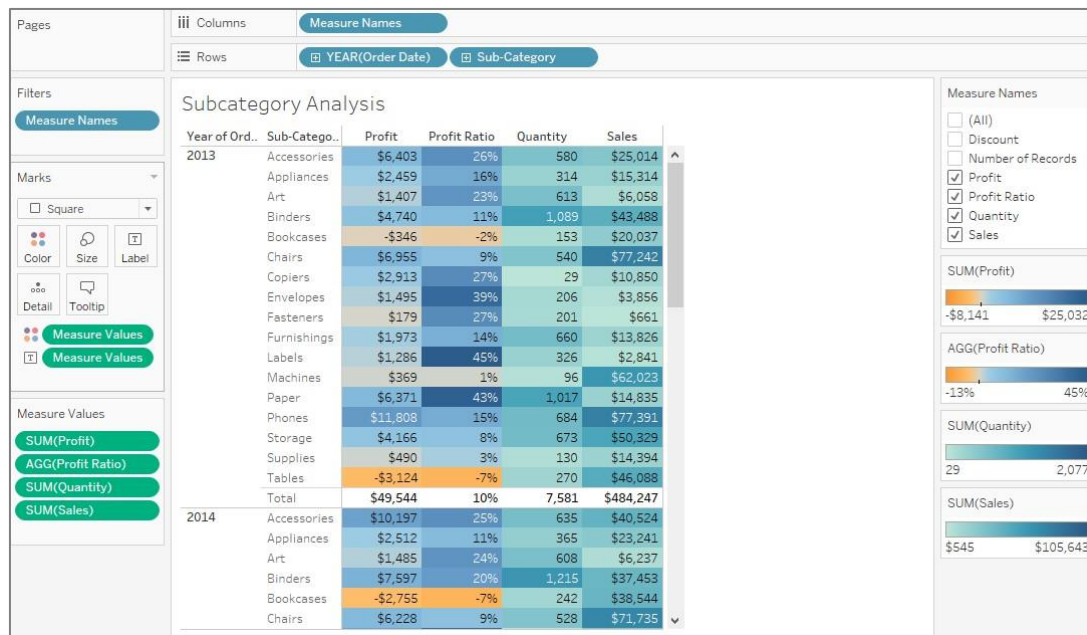 Pages
Columns
Measure Names
Rows
YEAR(Order Date)
Sub-Category
Filters
Measure Names
Marks
Square
Color Size Label
Detail Tooltip
Measure Values
Measure Values
Measure Values
SUM(Profit)
AGG(Profit Ratio)
SUM(Quantity)
SUM(Sales)
Subcategory Analysis
Year of Ord.. Sub-Catego.. Profit Profit Ratio Quantity Sales
2013 Accessories $6,403 26% 580 $25,014
Appliances $2,459 16% 314 $15,314
Art $1,407 23% 613 $6,058
Binders $4,740 11% 1,089 $43,488
Bookcases -$346 -2% 153 $20,037
Chairs $6,955 9% 540 $77,242
Copiers $2,913 27% 29 $10,850
Envelopes $1,495 39% 206 $3,856
Fasteners $179 27% 201 $661
Furnishings $1,973 14% 660 $13,826
Labels $1,286 45% 326 $2,841
Machines $369 1% 96 $62,023
Paper $6,371 43% 1,017 $14,835
Phones $11,808 15% 684 $77,391
Storage $4,166 8% 673 $50,329
Supplies $490 3% 130 $14,394
Tables -$3,124 -7% 270 $46,088
Total $49,544 10% 7,581 $484,247
2014 Accessories $10,197 25% 635 $40,524
Appliances $2,512 11% 365 $23,241
Art $1,485 24% 608 $6,237
Binders $7,597 20% 1,215 $37,453
Bookcases -$2,755 -7% 242 $38,544
Chairs $6,228 9% 528 $71,735
Measure Names
(All)
Discount
Number of Records
Profit
Profit Ratio
Quantity
Sales
SUM(Profit)
-$8,141 $25,032
AGG(Profit Ratio)
-13% 45%
SUM(Quantity)
29 2,077
SUM(Sales)
$545 $105,643